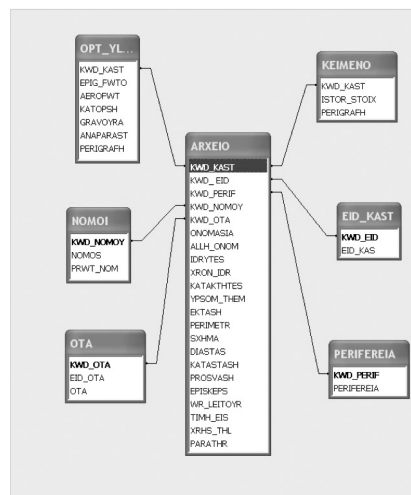 OPT_YL...
KWD_KAST
EPIG_FWTO
AEROFWT
KATOPSH
GRAVOYRA
ANAPARAST
PERIGRAFH
KEIMENO
KWD_KAST
ISTOR_STOIX
PERIGRAFH
ARXEIO
KWD_KAST
KWD_ EID
KWD_PERIF
KWD_NOMOY
KWD_OTA
ONOMASIA
ALLH_ONOM
IDRYTES
XRON_IDR
KATAKTHTES
YPSOM_THEM
EKTASH
PERIMETR
SXHMA
DIASTAS
KATASTASH
PROSVASH
EPISKEPS
WR_LEITOYR
TIMH_EIS
XRHS_THL
PARATHR
NOMOI
KWD_NOMOY
NOMOS
PRWT_NOM
EID_KAST
KWD_EID
EID_KAS
OTA
KWD_OTA
EID_OTA
OTA
PERIFEREIA
KWD_PERIF
PERIFEREIA